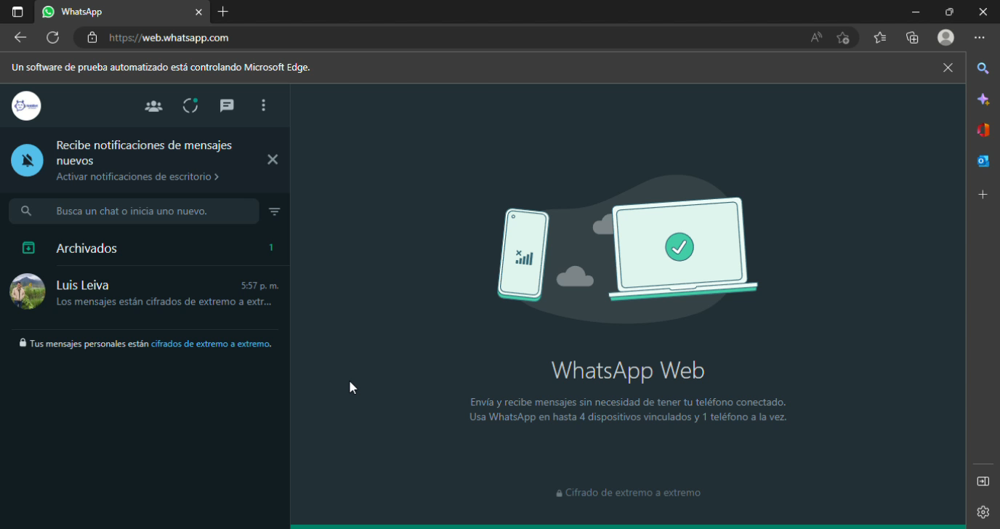 WhatsApp
https://web.whatsapp.com
Un software de prueba automatizado está controlando Microsoft Edge.
Recibe notificaciones de mensajes
nuevos
Activar notificaciones de escritorio >
Busca un chat o inicia uno nuevo.
Archivados
1
Luis Leiva
5:57 p. m.
Los mensajes están cifrados de extremo a extr...
Tus mensajes personales están cifrados de extremo a extremo.
WhatsApp Web
Envía y recibe mensajes sin necesidad de tener tu teléfono conectado.
Usa WhatsApp en hasta 4 dispositivos vinculados y 1 teléfono a la vez.
Cifrado de extremo a extremo